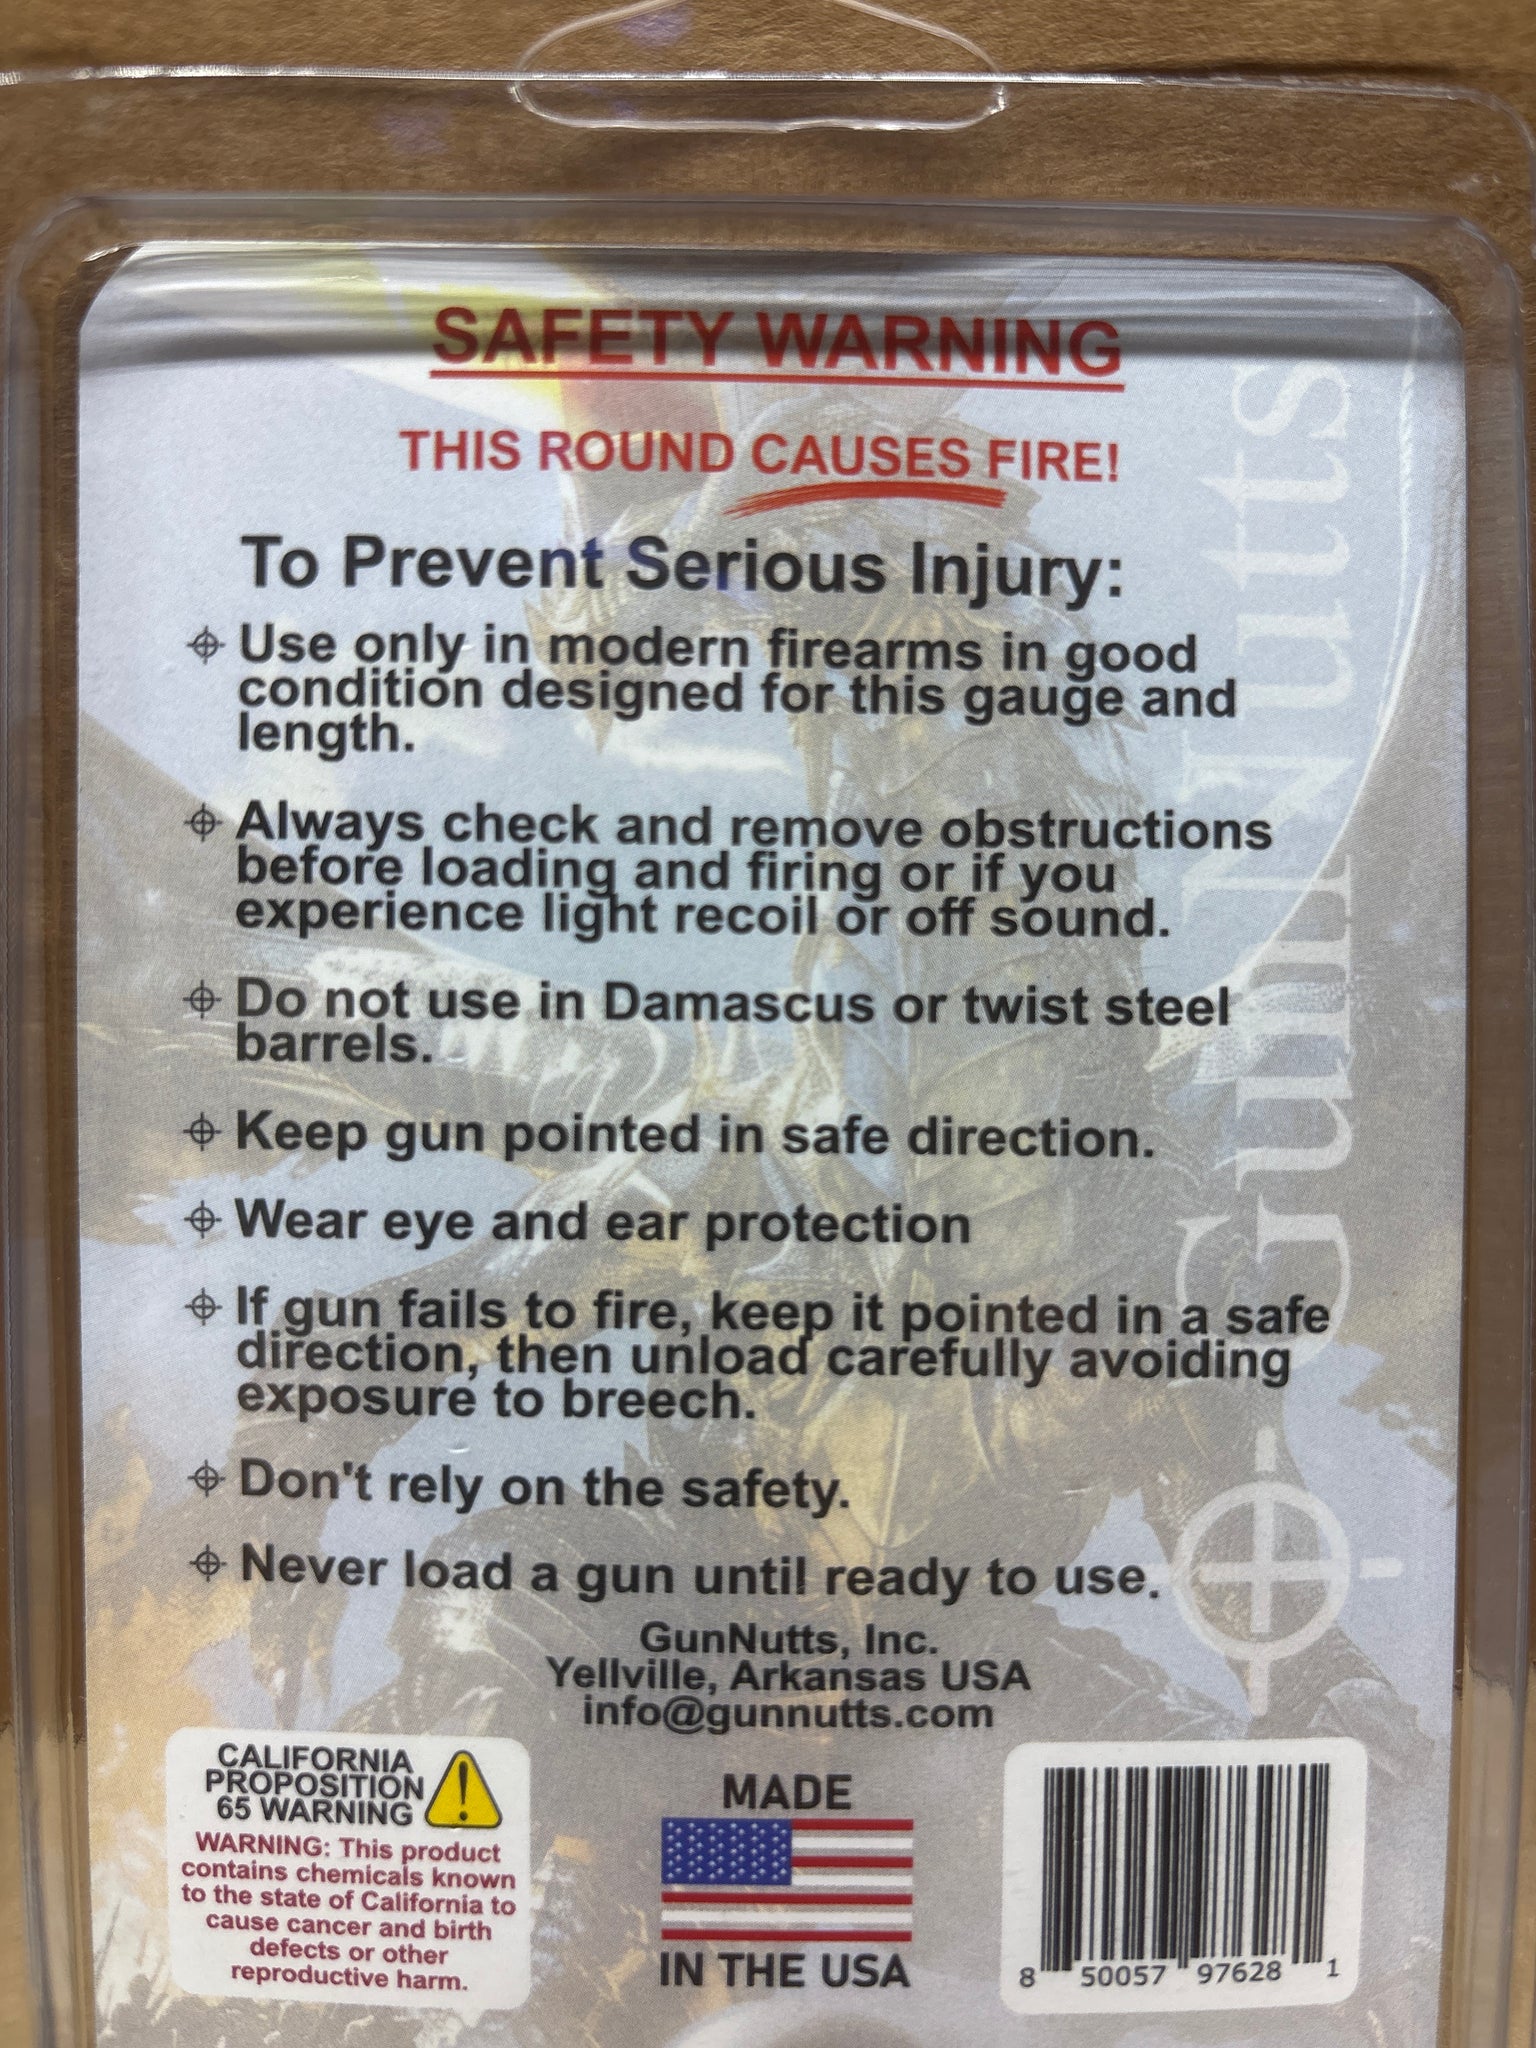 SAFETY WARNING
THIS ROUND CAUSES FIRE!
To Prevent Serious Injury:
Use only in modern firearms in good
condition designed for this gauge and
length.
Always check and remove obstructions
before loading and firing or if you
experience light recoil or off sound.
Do not use in Damascus or twist steel
barrels.
Keep gun pointed in safe direction.
Wear eye and ear protection
If gun fails to fire, keep it pointed in a safe
direction, then unload carefully avoiding
exposure to breech.
Don't rely on the safety.
Never load a gun until ready to use.
GunNutts, Inc.
Yellville, Arkansas USA
info@gunnutts.com
GunNutts
CALIFORNIA
PROPOSITION
65 WARNING
WARNING: This product
contains chemicals known
to the state of California to
cause cancer and birth
defects or other
reproductive harm.
MADE
IN THE USA
8 50057 97628 1